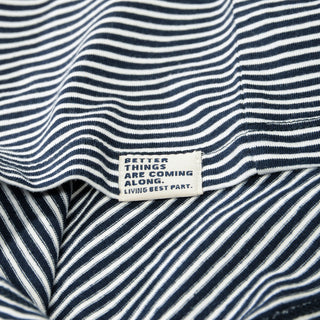 BETTER
THINGS
ARE COMING
ALONG.
LIVING BEST PART.